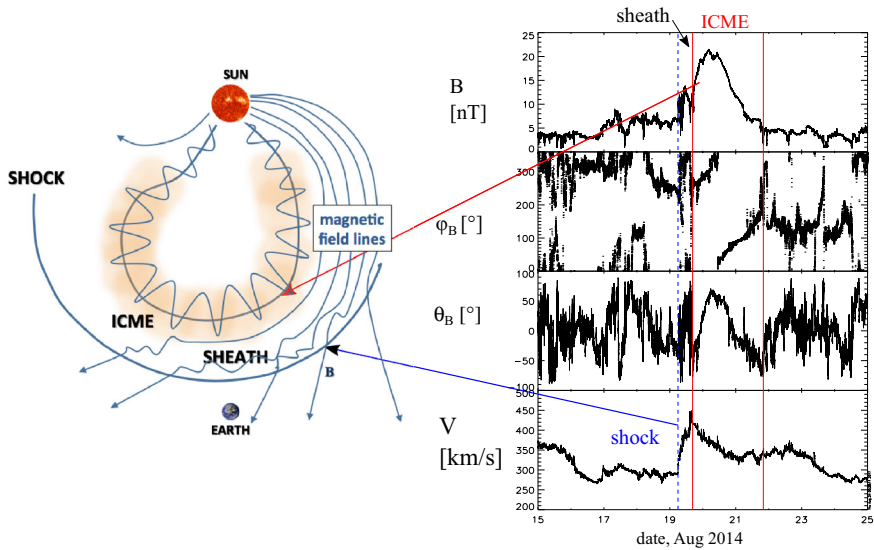 SUN
SHOCK
magnetic
field lines
ICME
SHEATH
B
EARTH
sheath
ICME
B
[nT]
25
20
15
10
5
0
φB [°]
300
200
100
0
θB [°]
100
50
0
-50
-100
V
[km/s]
500
450
400
350
300
250
200
shock
15 17 19 21 23 25
date, Aug 2014